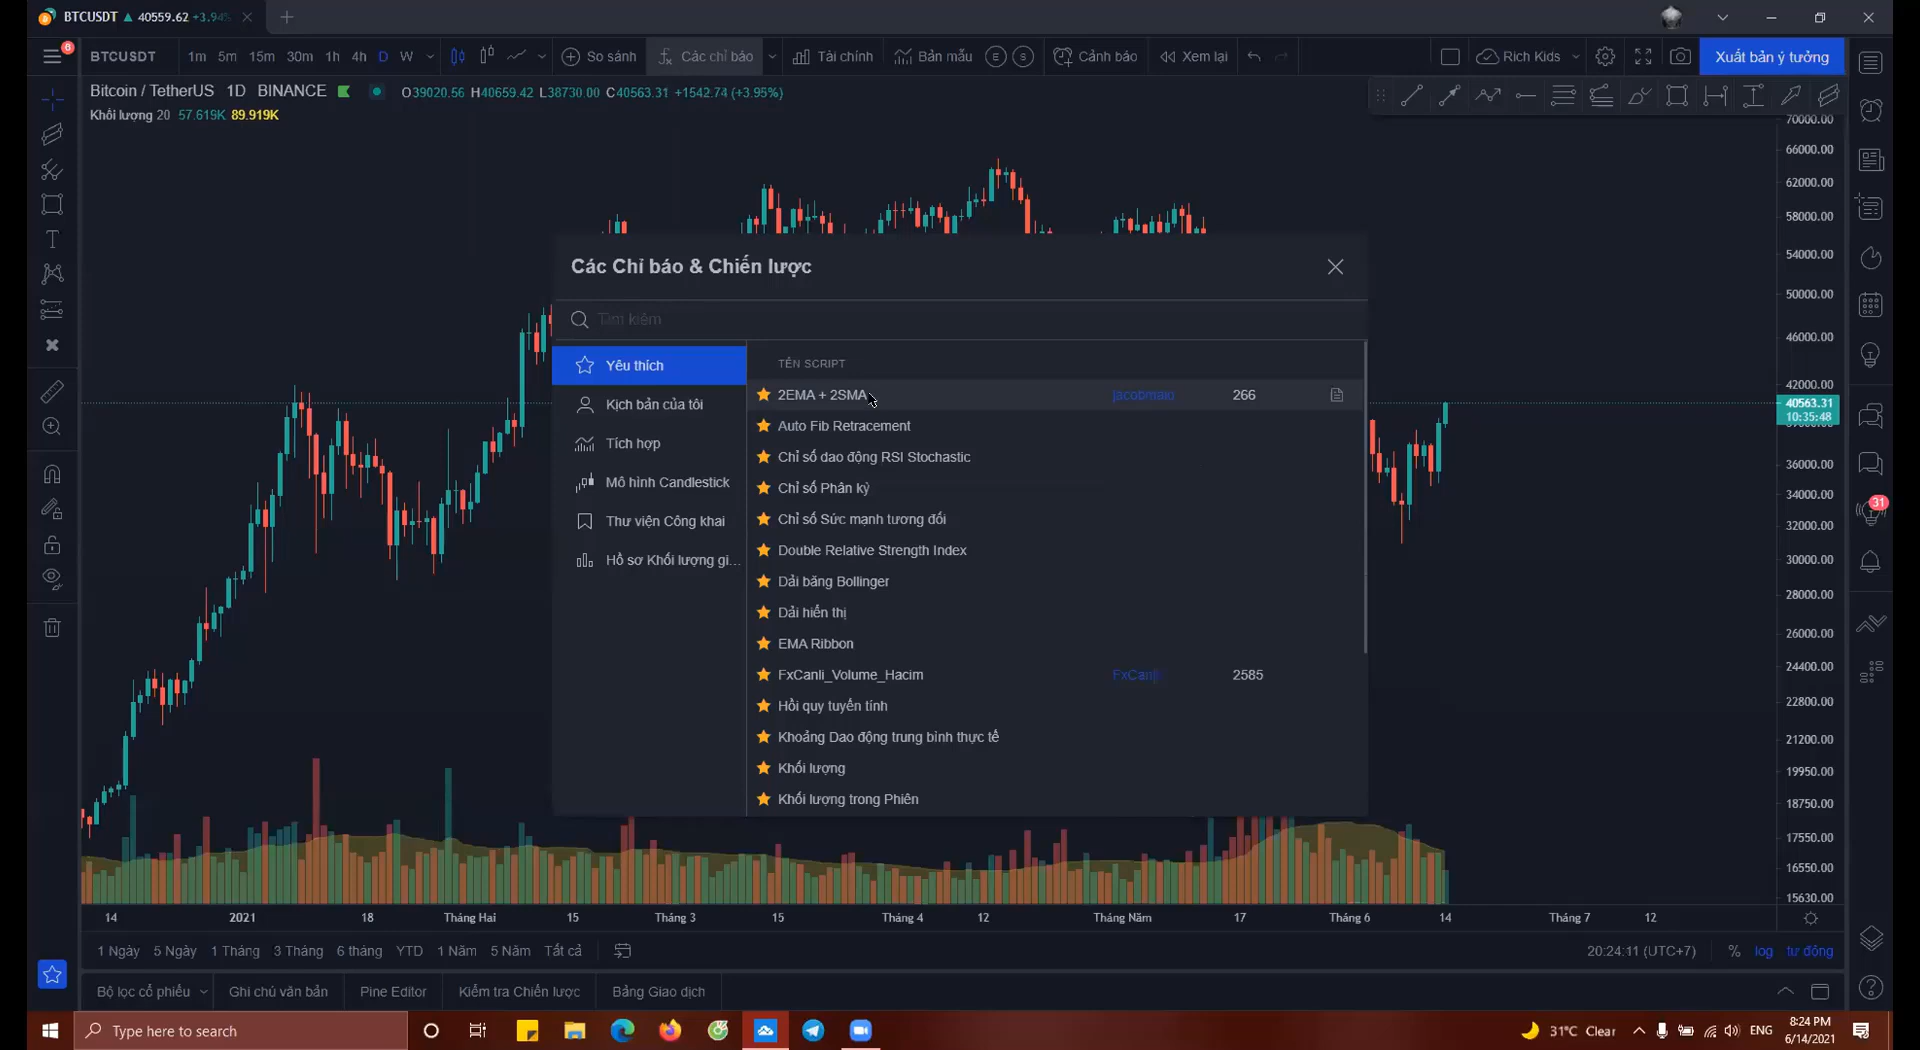 BTCUSDT ▲ 40559.62 +3.94%
6
BTCUSDT 1m 5m 15m 30m 1h 4h D W So sánh Các chỉ báo Tài chính Bản mẫu E S Cảnh báo Xem lại Rich Kids Xuất bản ý tưởng
Bitcoin / TetherUS 1D BINANCE O39020.56 H40659.42 L38730.00 C40563.31 +1542.74 (+3.95%)
Khối lượng 20 57.619K 89.919K
70000.00
66000.00
62000.00
58000.00
54000.00
50000.00
46000.00
42000.00
40563.31
10:35:48
36000.00
34000.00
32000.00
30000.00
28000.00
26000.00
24400.00
22800.00
21200.00
19950.00
18750.00
17550.00
16550.00
15630.00
31
Các Chỉ báo & Chiến lược
Tìm kiếm
Yêu thích
Kịch bản của tôi
Tích hợp
Mô hình Candlestick
Thư viện Công khai
Hồ sơ Khối lượng gi...
TÊN SCRIPT
2EMA + 2SMA jacobmaio 266
Auto Fib Retracement
Chỉ số dao động RSI Stochastic
Chỉ số Phân kỳ
Chỉ số Sức mạnh tương đối
Double Relative Strength Index
Dải băng Bollinger
Dải hiển thị
EMA Ribbon
FxCanli_Volume_Hacim FxCanli 2585
Hồi quy tuyến tính
Khoảng Dao động trung bình thực tế
Khối lượng
Khối lượng trong Phiên
14 2021 18 Tháng Hai 15 Tháng 3 15 Tháng 4 12 Tháng Năm 17 Tháng 6 14 Tháng 7 12
1 Ngày 5 Ngày 1 Tháng 3 Tháng 6 tháng YTD 1 Năm 5 Năm Tất cả 20:24:11 (UTC+7) % log tự động
Bộ lọc cổ phiếu Ghi chú văn bản Pine Editor Kiểm tra Chiến lược Bảng Giao dịch
Type here to search 31°C Clear ENG 8:24 PM
6/14/2021